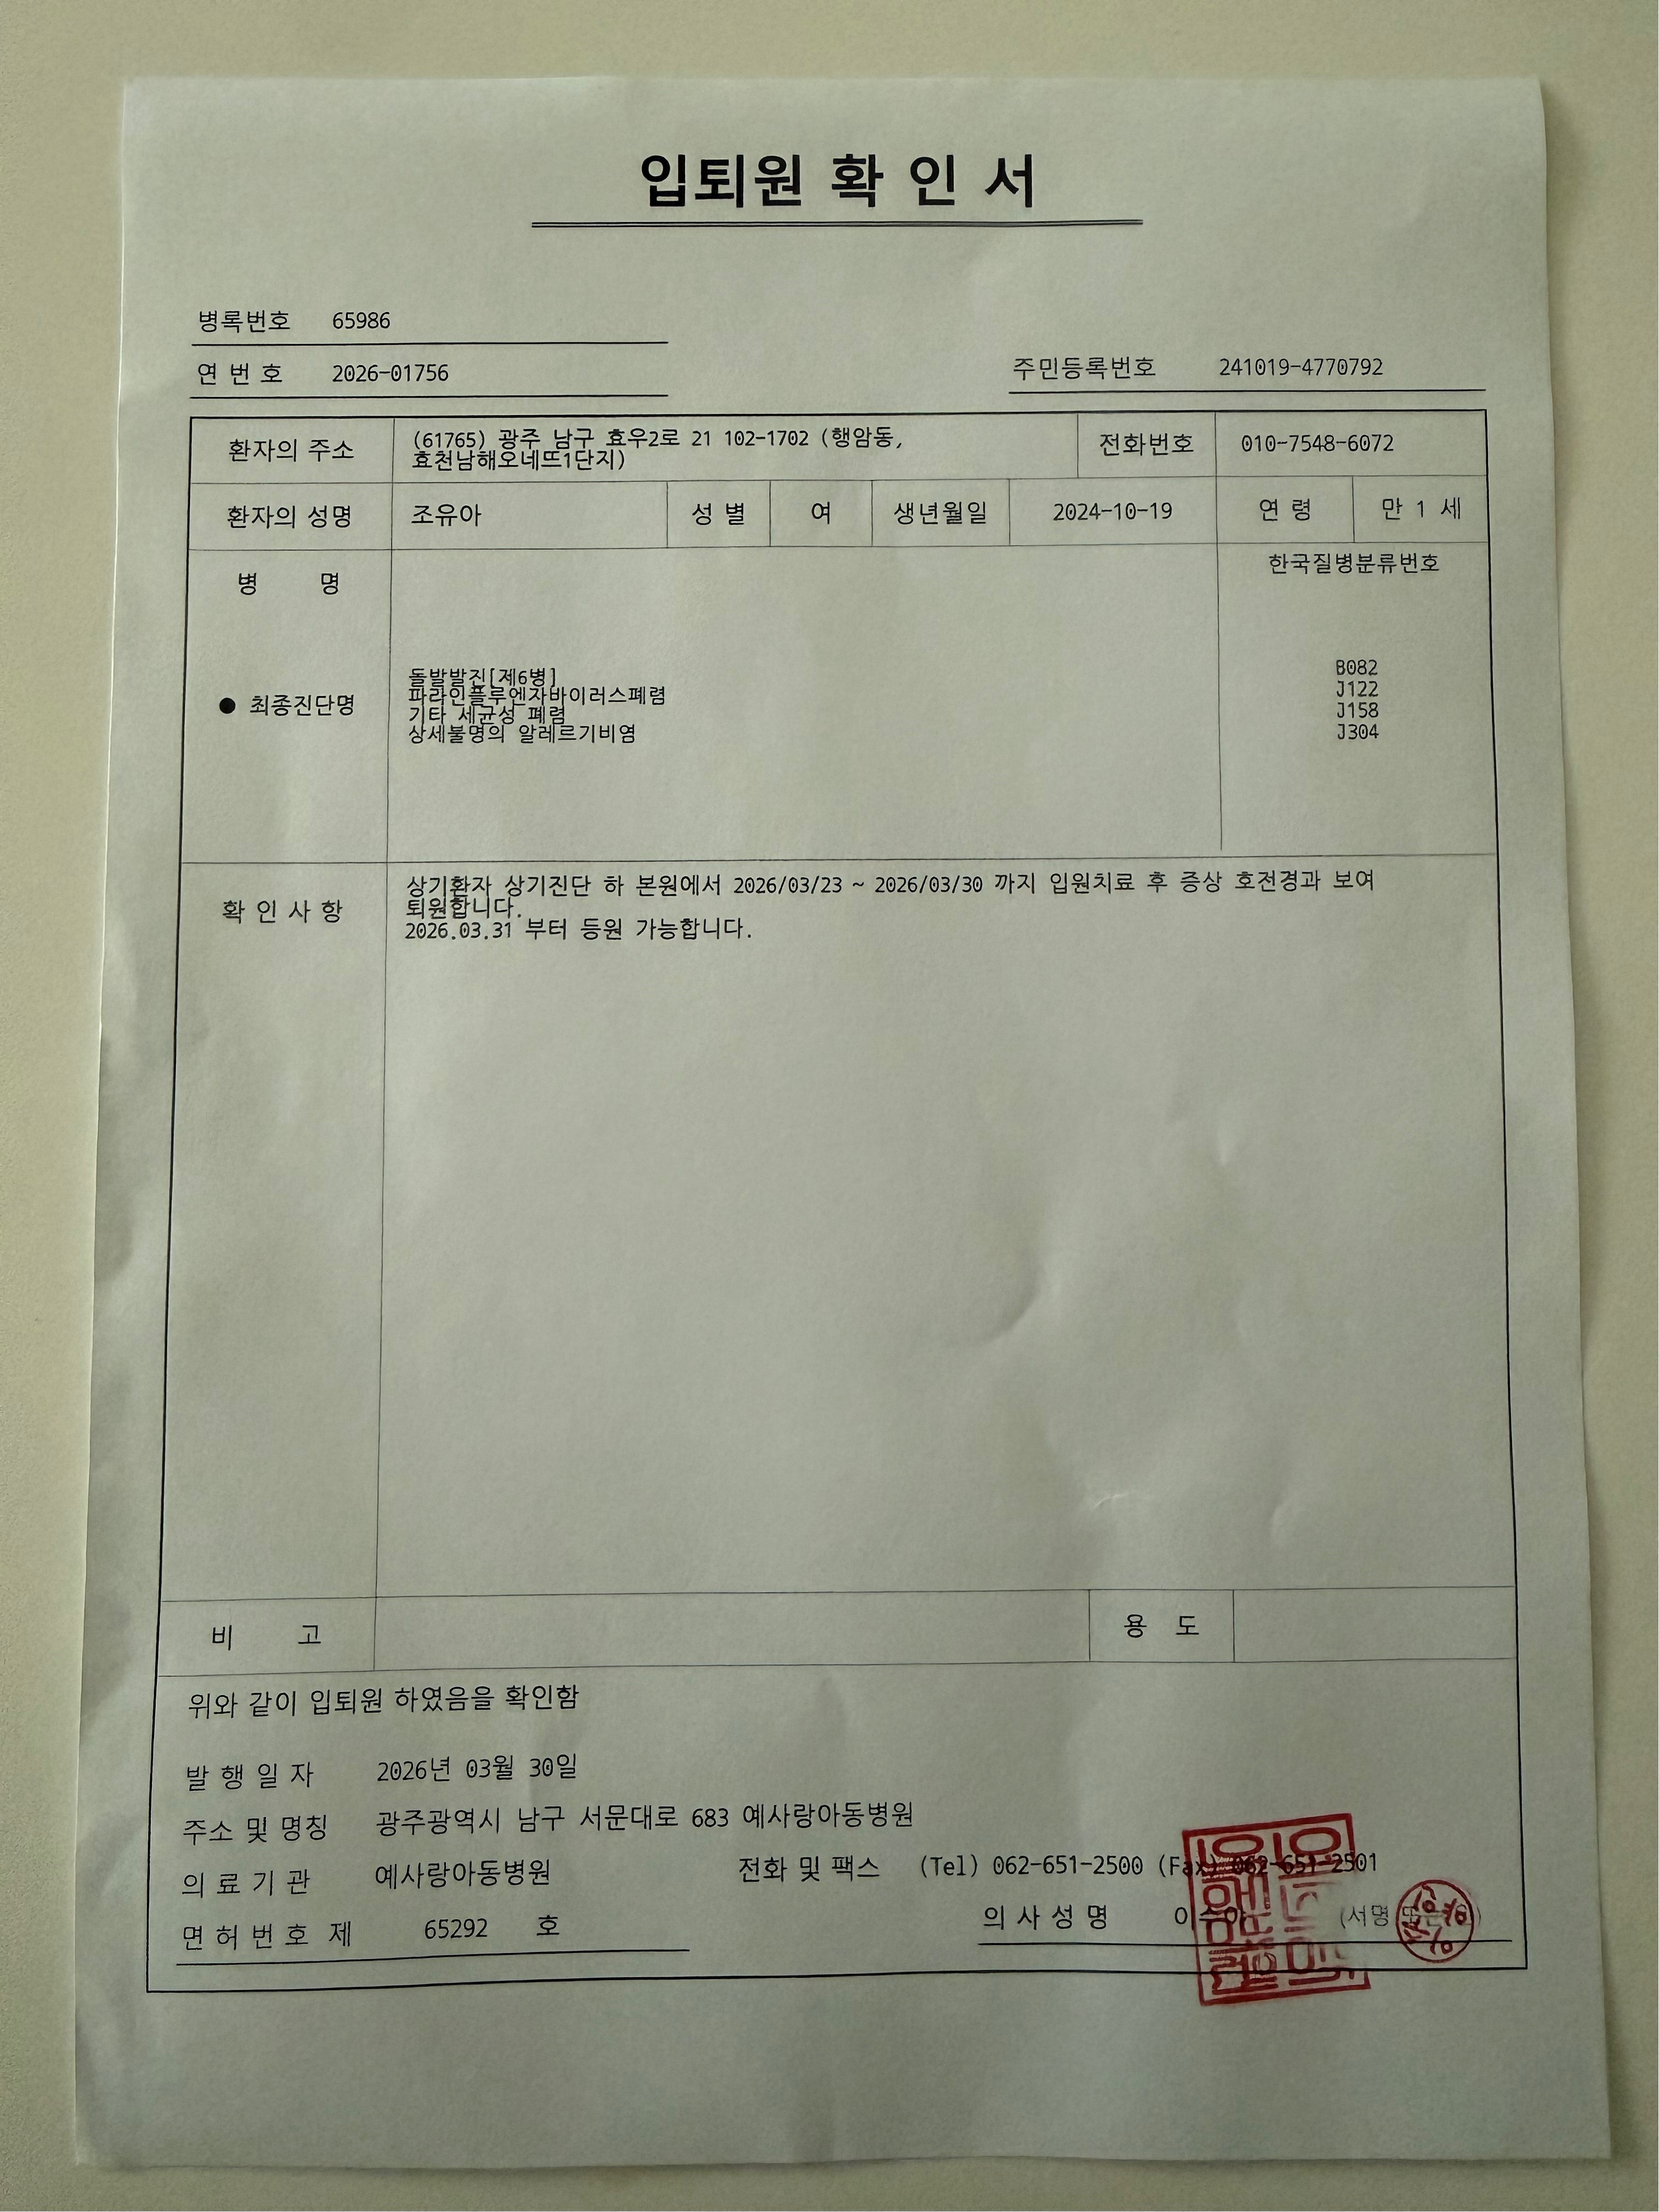 입퇴원 확 인 서
병록번호 65986
연 번 호 2026-01756
주민등록번호 241019-4770792
환자의 주소 (61765) 광주 남구 효우2로 21 102-1702 (행암동,
효천남해오네뜨1단지)
전화번호 010-7548-6072
환자의 성명 조유아 성 별 여 생년월일 2024-10-19 연 령 만 1 세
병 명 한국질병분류번호
● 최종진단명
돌발발진[제6병] B082
파라인플루엔자바이러스폐렴 J122
기타 세균성 폐렴 J158
상세불명의 알레르기비염 J304
확 인 사 항
상기환자 상기진단 하 본원에서 2026/03/23 ~ 2026/03/30 까지 입원치료 후 증상 호전경과 보여
퇴원합니다.
2026.03.31 부터 등원 가능합니다.
비 고 용 도
위와 같이 입퇴원 하였음을 확인함
발 행 일 자 2026년 03월 30일
주소 및 명칭 광주광역시 남구 서문대로 683 예사랑아동병원
의 료 기 관 예사랑아동병원 전화 및 팩스 (Tel) 062-651-2500 (Fax) 062-651-2501
면 허 번 호 제 65292 호 의 사 성 명 (서명